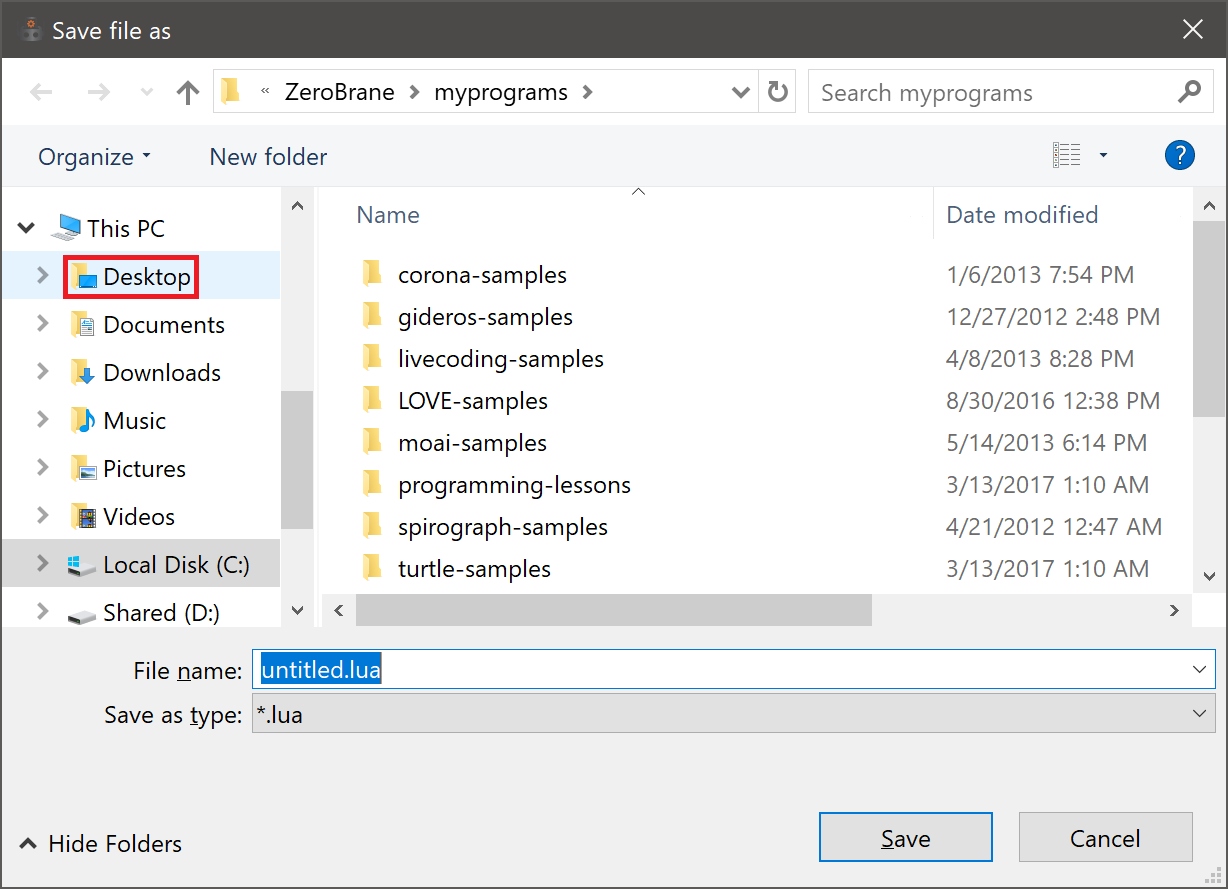 Save file as
« ZeroBrane > myprograms >
Search myprograms
Organize
New folder
?
This PC
Desktop
Documents
Downloads
Music
Pictures
Videos
Local Disk (C:)
Shared (D:)
Name Date modified
corona-samples 1/6/2013 7:54 PM
gideros-samples 12/27/2012 2:48 PM
livecoding-samples 4/8/2013 8:28 PM
LOVE-samples 8/30/2016 12:38 PM
moai-samples 5/14/2013 6:14 PM
programming-lessons 3/13/2017 1:10 AM
spirograph-samples 4/21/2012 12:47 AM
turtle-samples 3/13/2017 1:10 AM
File name: untitled.lua
Save as type: *.lua
Hide Folders
Save
Cancel